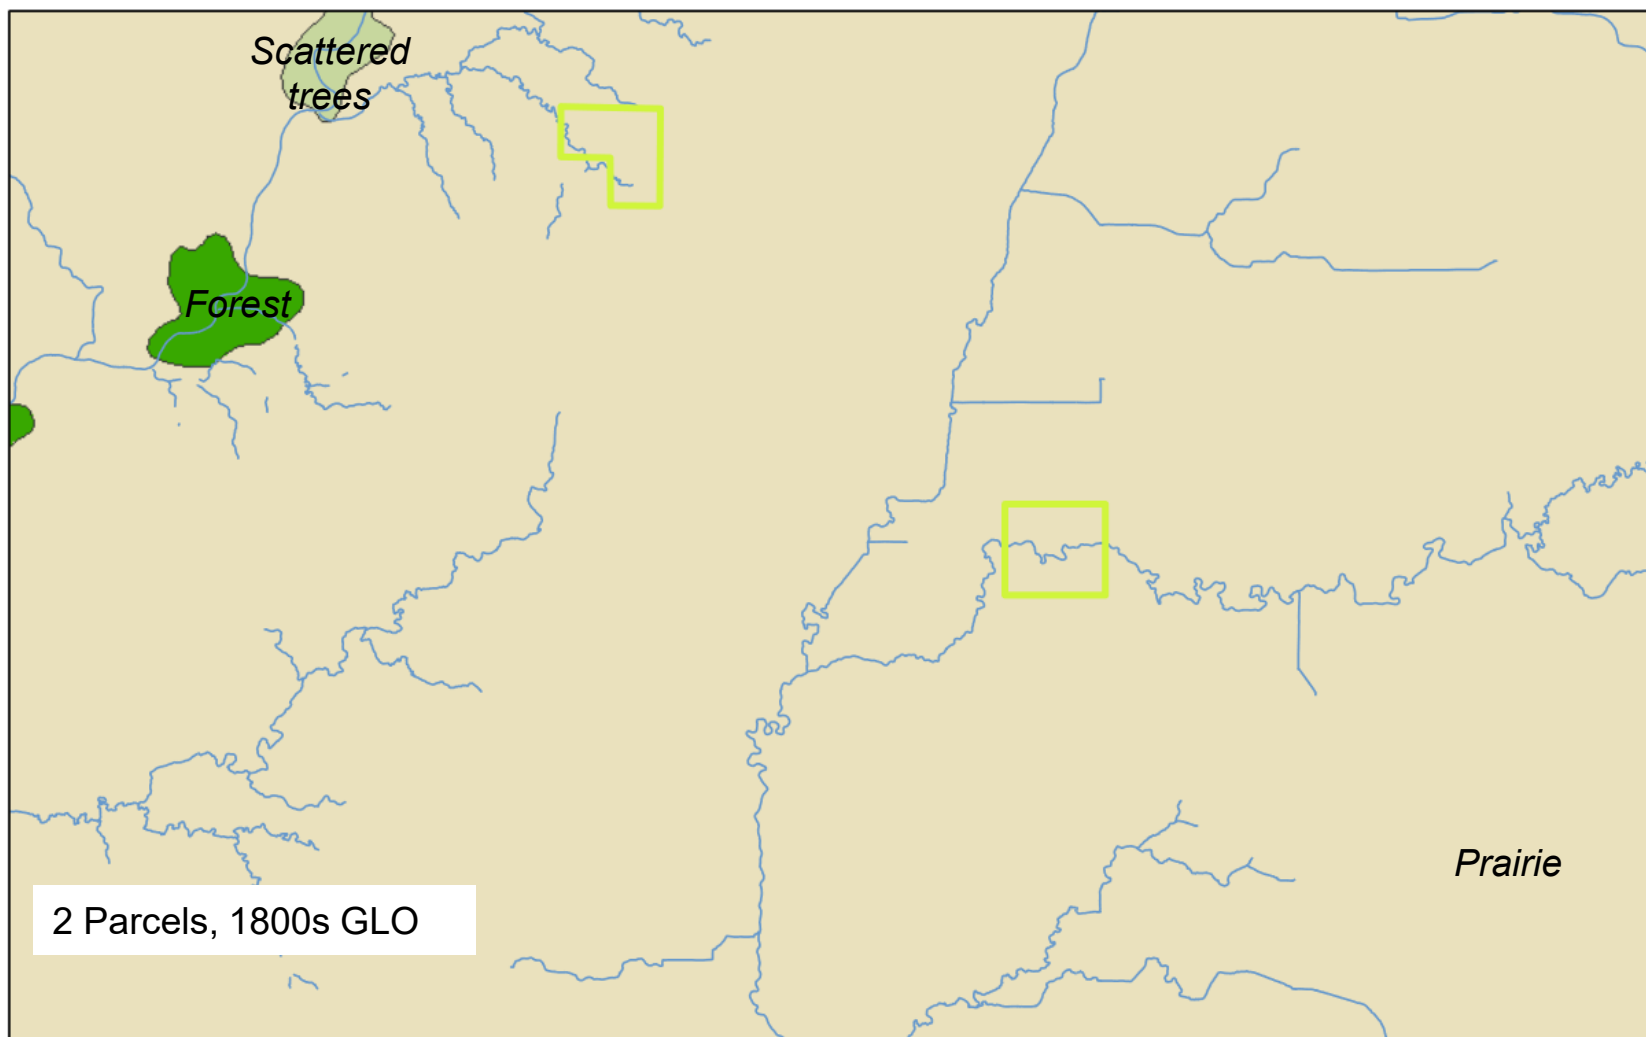 Scattered
trees
Forest
Prairie
2 Parcels, 1800s GLO